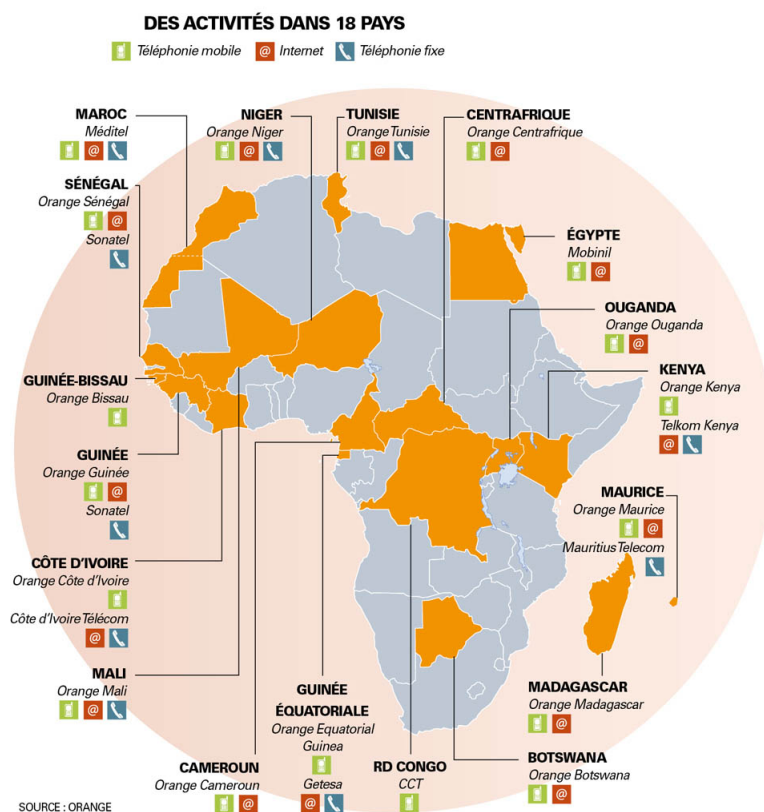 DES ACTIVITÉS DANS 18 PAYS
Téléphonie mobile @ Internet Téléphonie fixe
MAROC
Méditel
@
NIGER
Orange Niger
@
TUNISIE
Orange Tunisie
@
CENTRAFRIQUE
Orange Centrafrique
@
SÉNÉGAL
Orange Sénégal
@
Sonatel
ÉGYPTE
Mobinil
@
OUGANDA
Orange Ouganda
@
GUINÉE-BISSAU
Orange Bissau
KENYA
Orange Kenya
Telkom Kenya
@
GUINÉE
Orange Guinée
@
Sonatel
MAURICE
Orange Maurice
@
Mauritius Telecom
CÔTE D'IVOIRE
Orange Côte d'Ivoire
Côte d'Ivoire Télécom
@
MALI
Orange Mali
@
GUINÉE
ÉQUATORIALE
Orange Equatorial
Guinea
Getesa
@
MADAGASCAR
Orange Madagascar
@
CAMEROUN
Orange Cameroun
@
RD CONGO
CCT
BOTSWANA
Orange Botswana
@
SOURCE : ORANGE